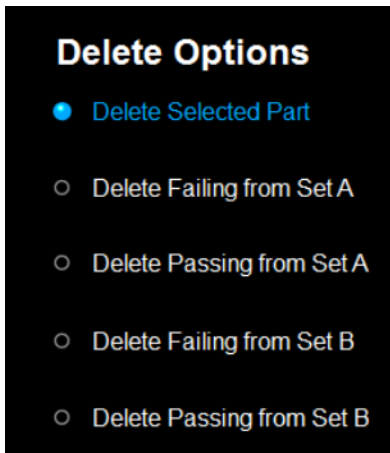 Delete Options
Delete Selected Part
Delete Failing from Set A
Delete Passing from Set A
Delete Failing from Set B
Delete Passing from Set B